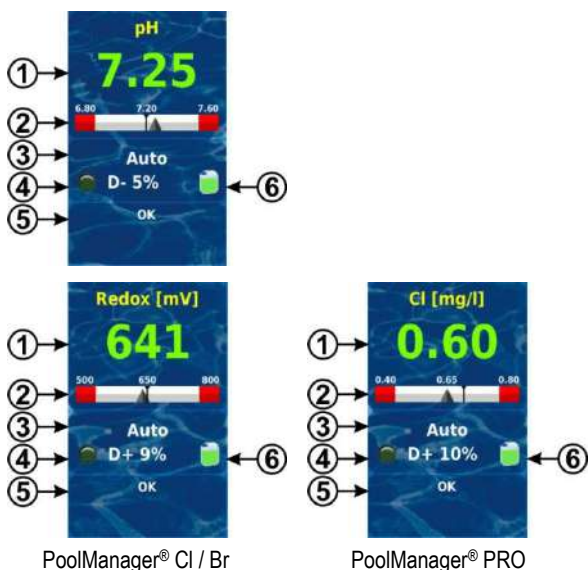 pH
① 7.25
6.80 7.20 7.60
②
③ Auto
④ D- 5% ⑥
⑤ OK
Redox [mV] Cl [mg/l]
① 641 ① 0.60
500 650 800 0.40 0.65 0.80
② ②
③ Auto ③ Auto
④ D+ 9% ⑥ ④ D+ 10% ⑥
⑤ OK ⑤ OK
PoolManager® Cl / Br PoolManager® PRO